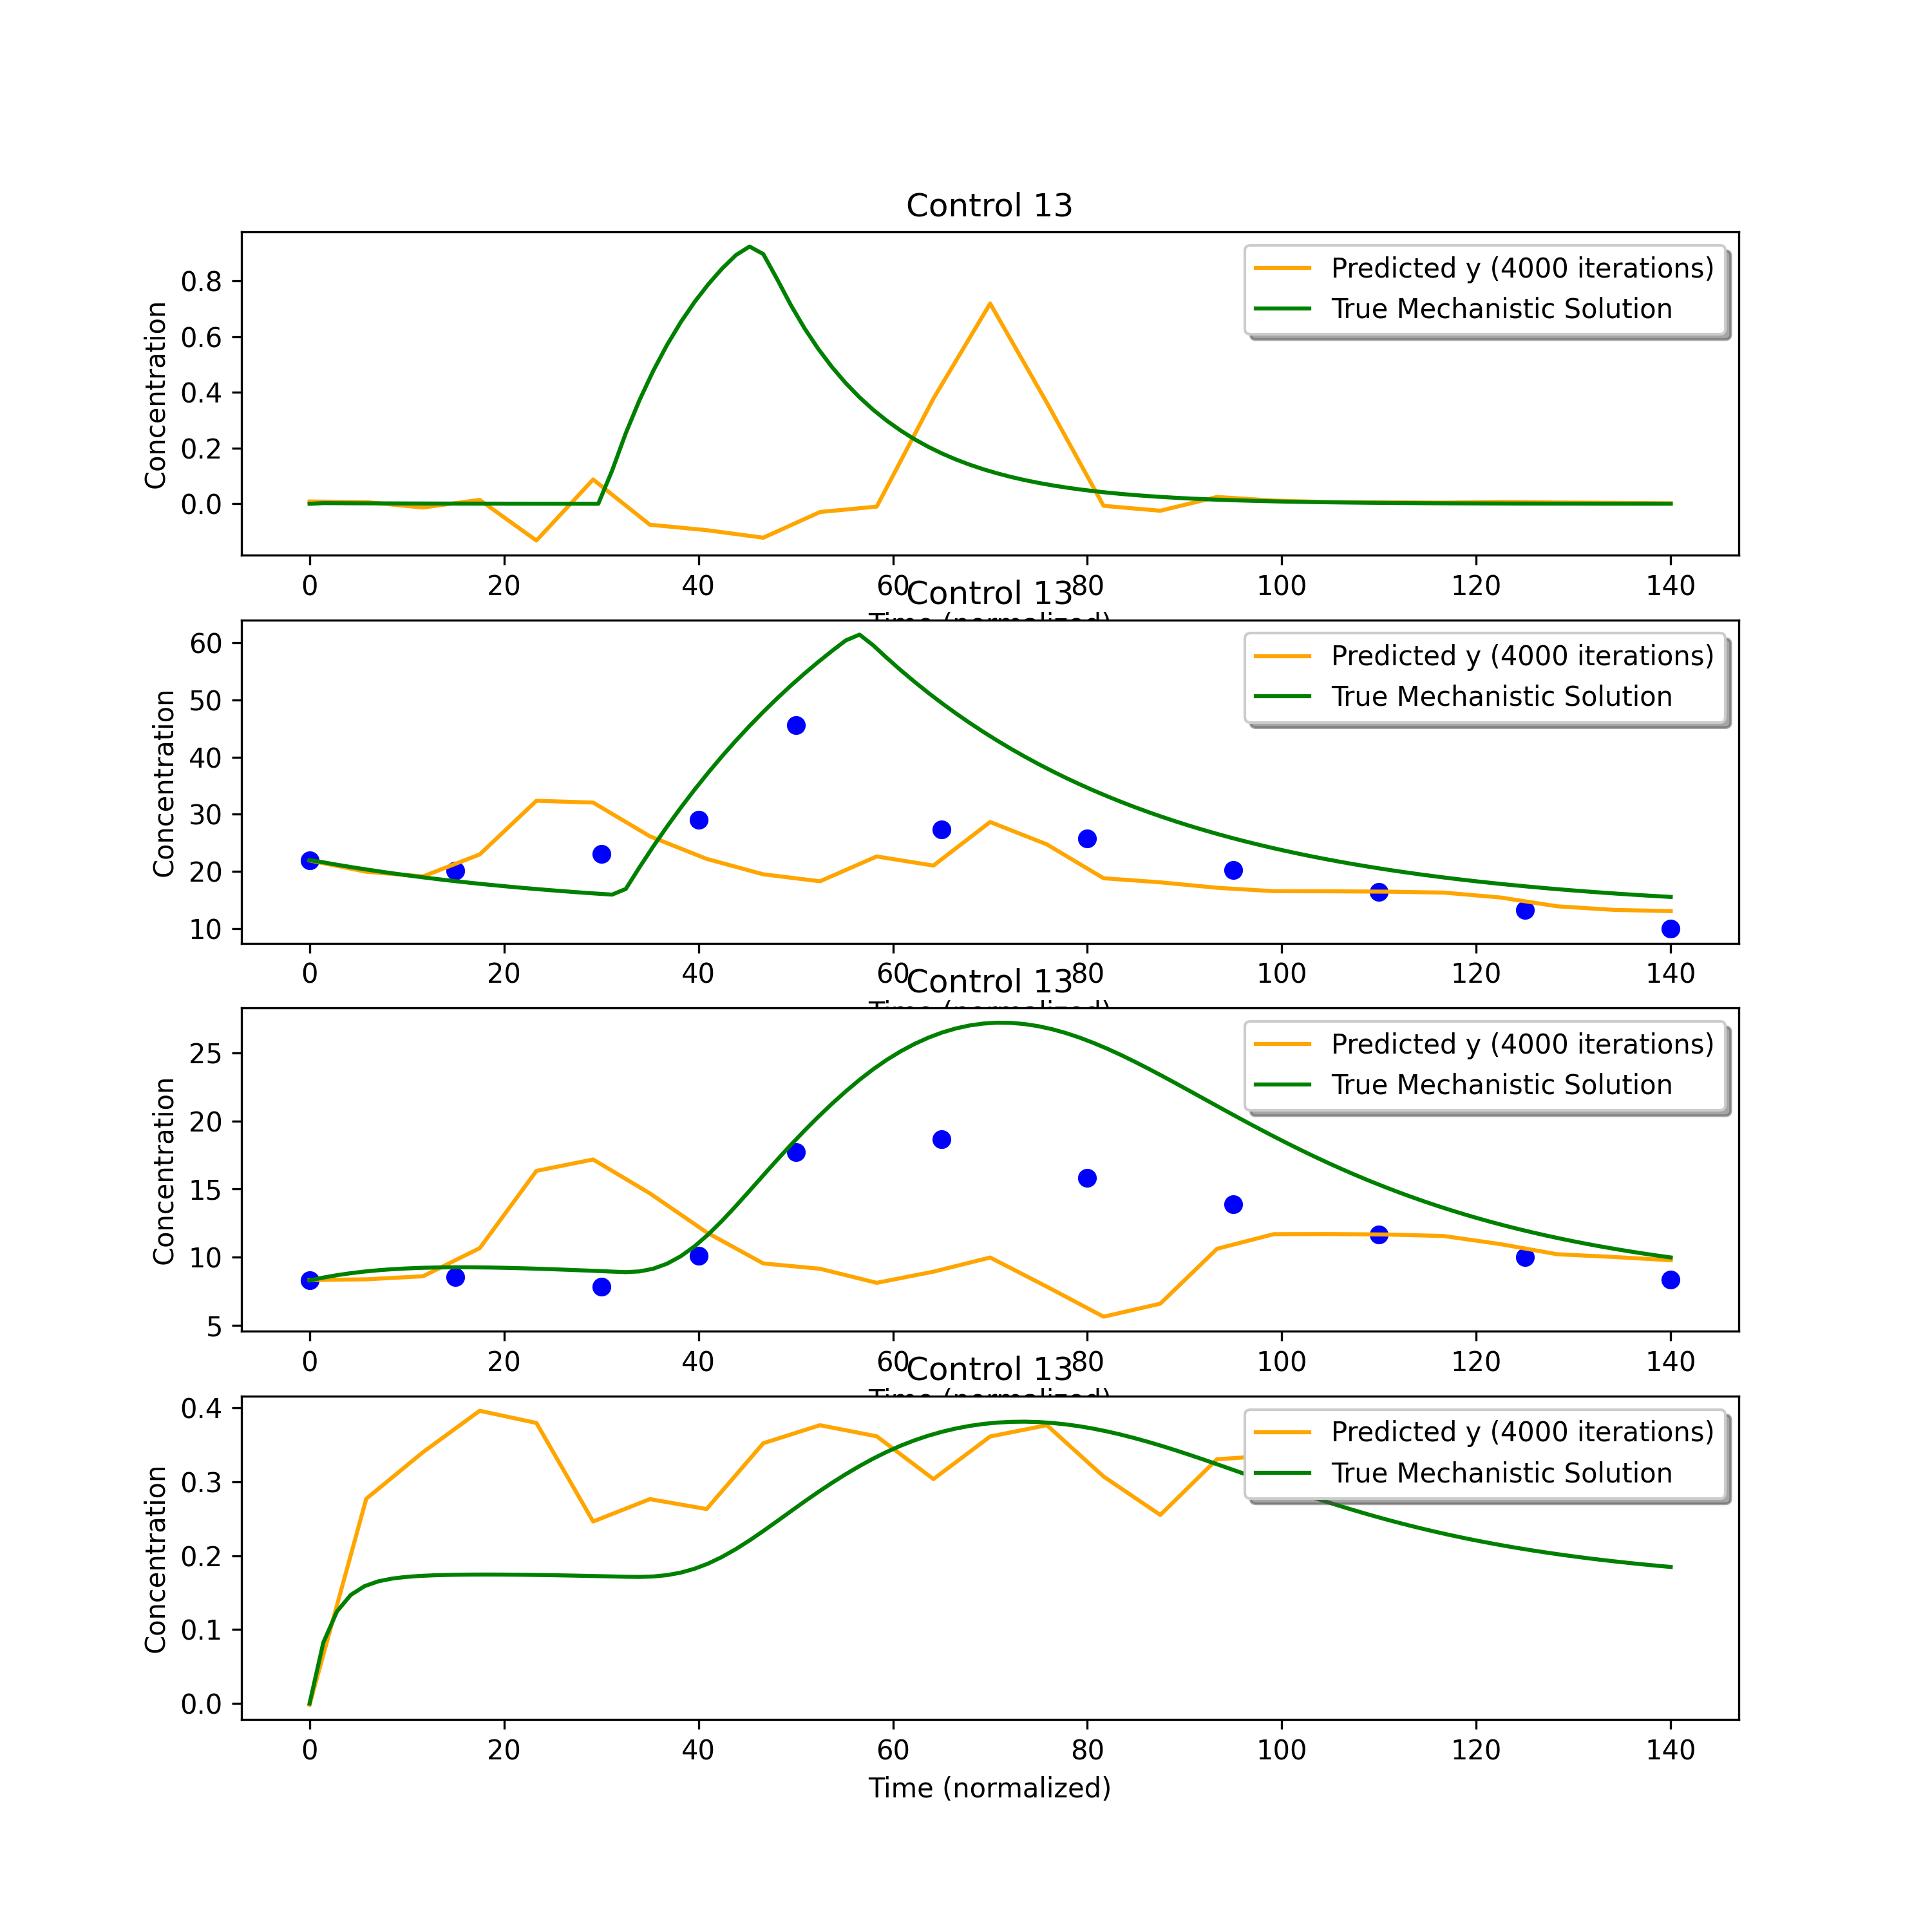 Control 13
Concentration
0.8
0.6
0.4
0.2
0.0
Predicted y (4000 iterations)
True Mechanistic Solution
0 20 40 60 80 100 120 140
Control 13
Concentration
60
50
40
30
20
10
Predicted y (4000 iterations)
True Mechanistic Solution
0 20 40 60 80 100 120 140
Control 13
Concentration
25
20
15
10
5
Predicted y (4000 iterations)
True Mechanistic Solution
0 20 40 60 80 100 120 140
Control 13
Concentration
0.4
0.3
0.2
0.1
0.0
Predicted y (4000 iterations)
True Mechanistic Solution
0 20 40 60 80 100 120 140
Time (normalized)